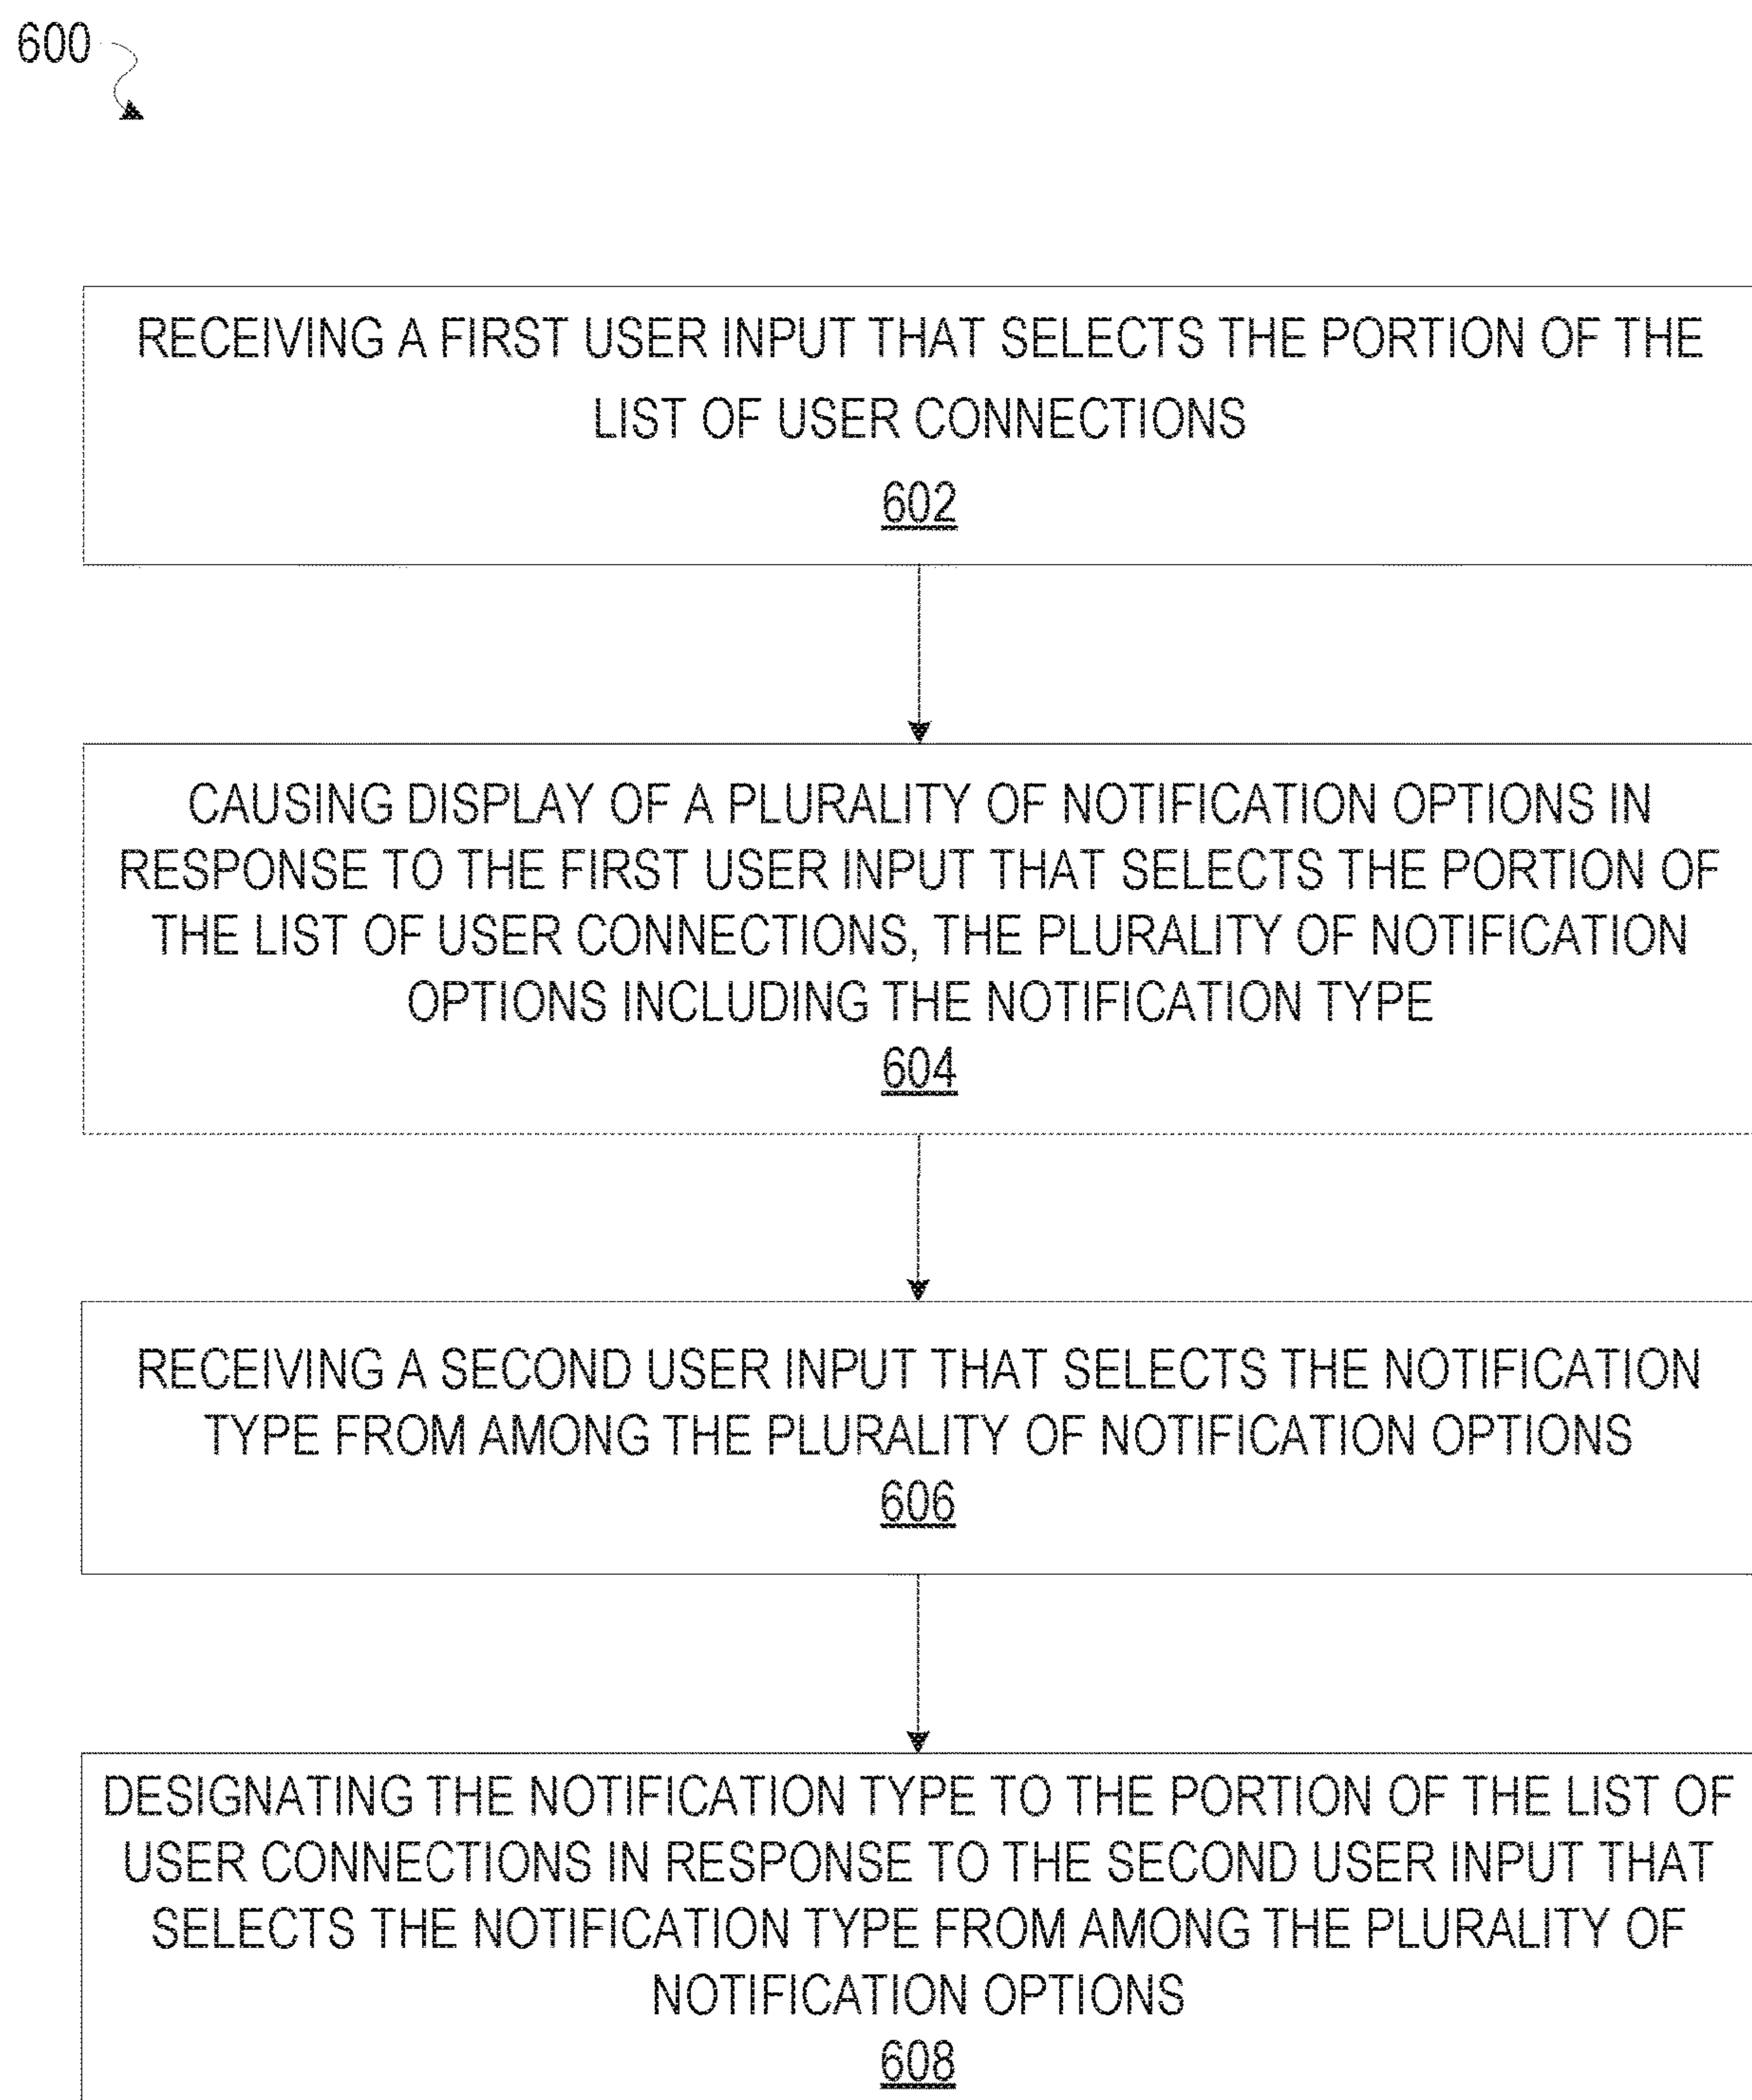 600
RECEIVING A FIRST USER INPUT THAT SELECTS THE PORTION OF THE
LIST OF USER CONNECTIONS
602
CAUSING DISPLAY OF A PLURALITY OF NOTIFICATION OPTIONS IN
RESPONSE TO THE FIRST USER INPUT THAT SELECTS THE PORTION OF
THE LIST OF USER CONNECTIONS, THE PLURALITY OF NOTIFICATION
OPTIONS INCLUDING THE NOTIFICATION TYPE
604
RECEIVING A SECOND USER INPUT THAT SELECTS THE NOTIFICATION
TYPE FROM AMONG THE PLURALITY OF NOTIFICATION OPTIONS
606
DESIGNATING THE NOTIFICATION TYPE TO THE PORTION OF THE LIST OF
USER CONNECTIONS IN RESPONSE TO THE SECOND USER INPUT THAT
SELECTS THE NOTIFICATION TYPE FROM AMONG THE PLURALITY OF
NOTIFICATION OPTIONS
608